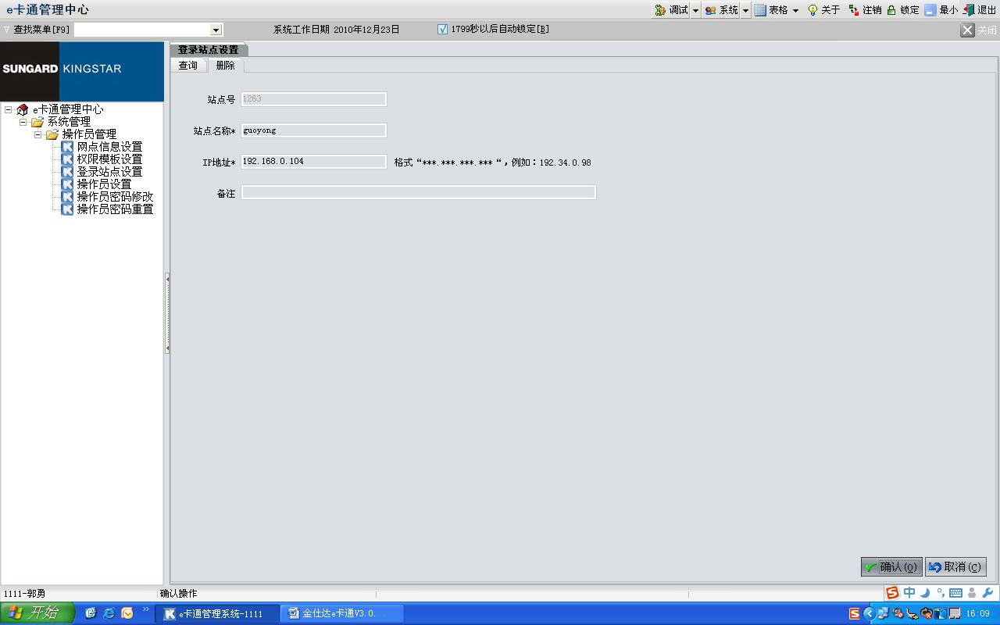 e卡通管理中心
调试 系统 表格 关于 注销 锁定 最小 退出
查找菜单[F9] 系统工作日期 2010年12月23日 1799秒以后自动锁定[B] 关闭
SUNGARD KINGSTAR
e卡通管理中心
系统管理
操作员管理
网点信息设置
权限模板设置
登录站点设置
操作员设置
操作员密码修改
操作员密码重置
登录站点设置
查询 删除
站点号 1263
站点名称* guoyong
IP地址* 192.168.0.104 格式“***.***.***.***“，例如：192.34.0.98
备注
确认(O) 取消(C)
1111-郭勇 确认操作
中
开始 e卡通管理系统-1111 金仕达e卡通V3.0... 16:09